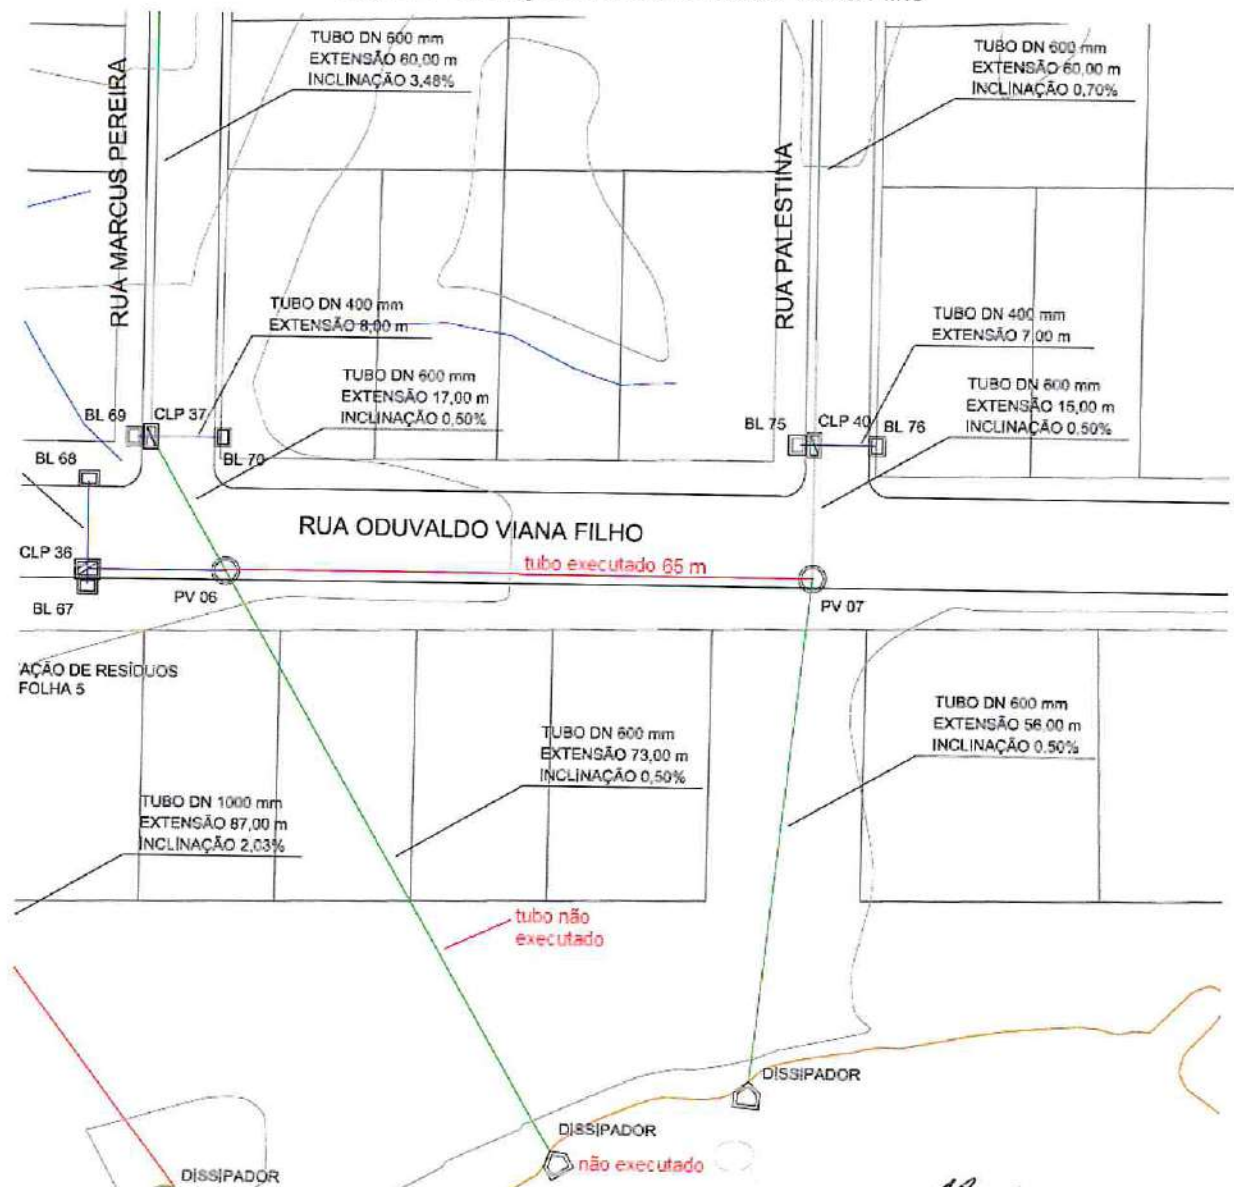 TUBO DN 600 mm
EXTENSÃO 60,00 m
INCLINAÇÃO 3,48%
TUBO DN 600 mm
EXTENSÃO 60,00 m
INCLINAÇÃO 0,70%
RUA MARCUS PEREIRA
RUA PALESTINA
TUBO DN 400 mm
EXTENSÃO 8,00 m
TUBO DN 400 mm
EXTENSÃO 7,00 m
TUBO DN 600 mm
EXTENSÃO 17,00 m
INCLINAÇÃO 0,50%
TUBO DN 600 mm
EXTENSÃO 15,00 m
INCLINAÇÃO 0,50%
BL 69
CLP 37
BL 70
BL 75
CLP 40
BL 76
BL 68
RUA ODUVALDO VIANA FILHO
CLP 36
tubo executado 65 m
BL 67
PV 06
PV 07
AÇÃO DE RESÍDUOS
FOLHA 5
TUBO DN 600 mm
EXTENSÃO 73,00 m
INCLINAÇÃO 0,50%
TUBO DN 600 mm
EXTENSÃO 56,00 m
INCLINAÇÃO 0,50%
TUBO DN 1000 mm
EXTENSÃO 87,00 m
INCLINAÇÃO 2,03%
tubo não
executado
DISSIPADOR
DISSIPADOR
não executado
DISSIPADOR